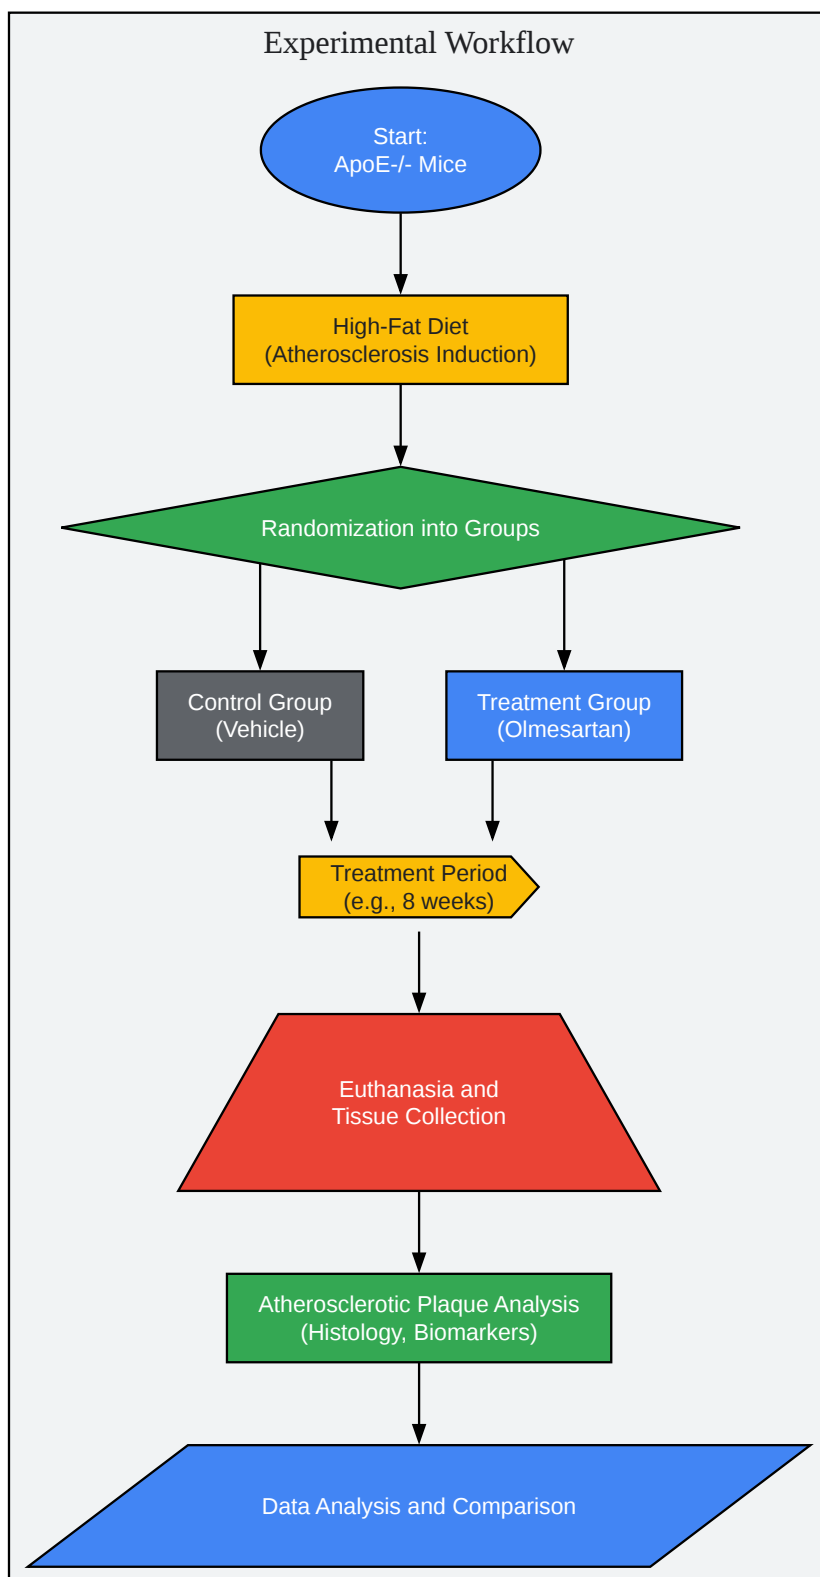 Experimental Workflow
Start:
ApoE-/- Mice
High-Fat Diet
(Atherosclerosis Induction)
Randomization into Groups
Control Group
(Vehicle)
Treatment Group
(Olmesartan)
Treatment Period
(e.g., 8 weeks)
Euthanasia and
Tissue Collection
Atherosclerotic Plaque Analysis
(Histology, Biomarkers)
Data Analysis and Comparison